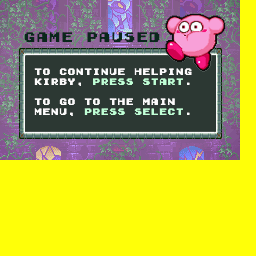 GAME PAUSED
TO CONTINUE HELPING
KIRBY, PRESS START.
TO GO TO THE MAIN
MENU, PRESS SELECT.